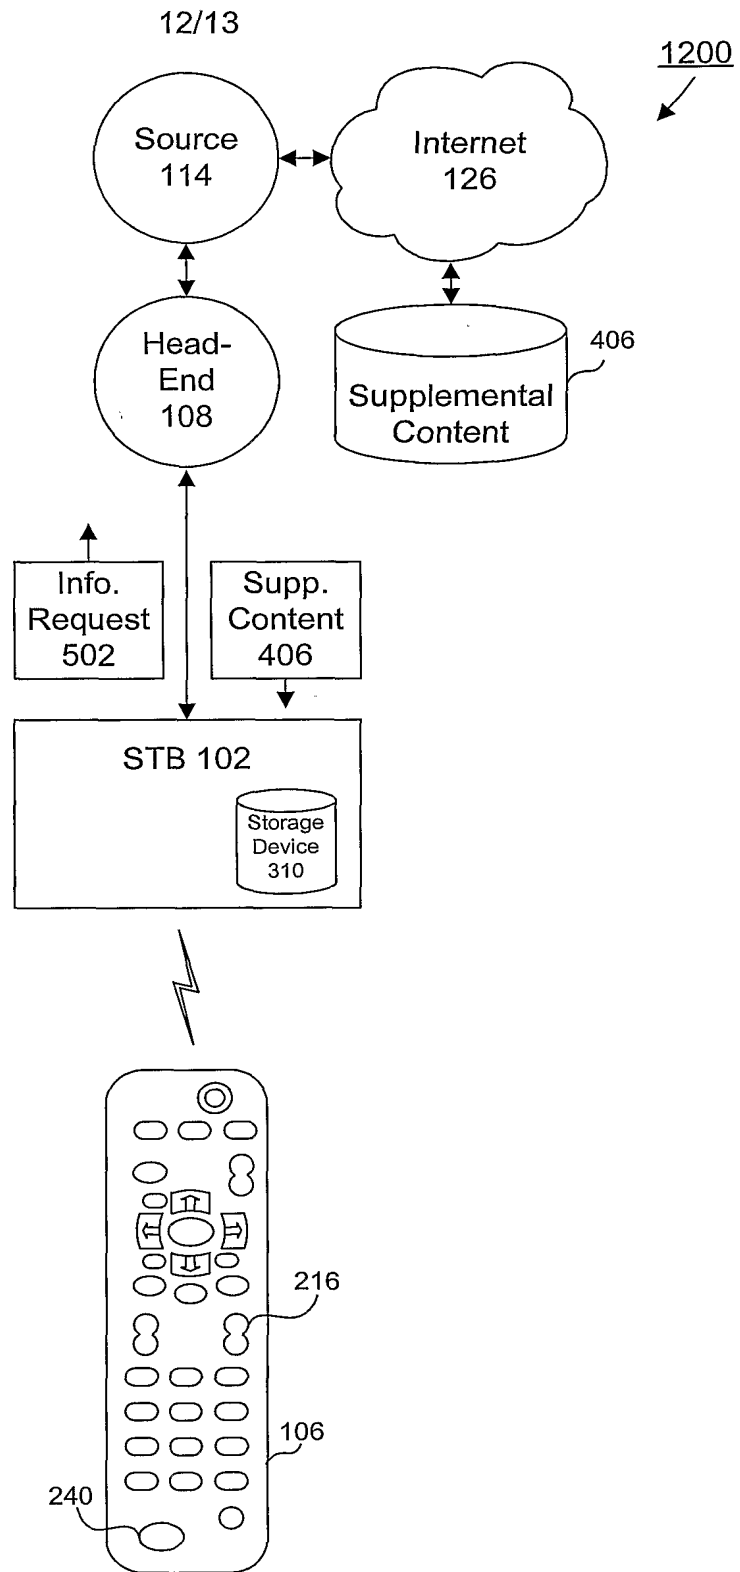 12/13
1200
Source
114
Internet
126
Head-
End
108
406
Supplemental
Content
Info.
Request
502
Supp.
Content
406
STB 102
Storage
Device
310
216
106
240